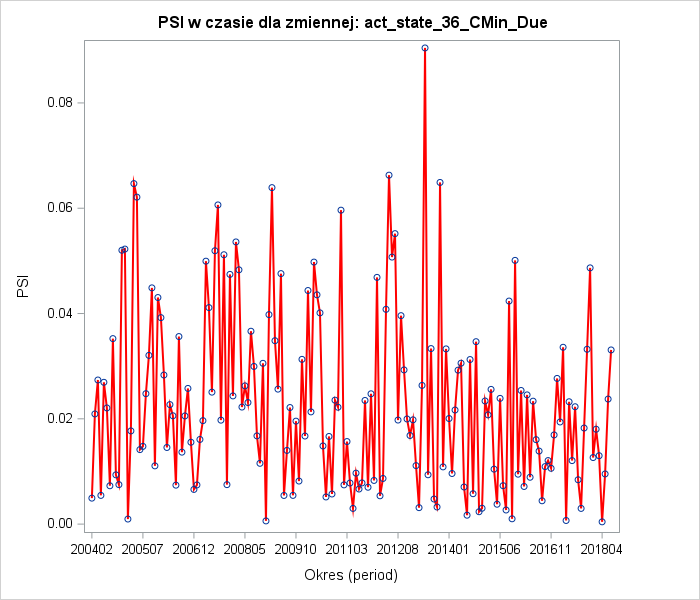 PSI w czasie dla zmiennej: act_state_36_CMin_Due
0.08
0.06
0.04
0.02
0.00
PSI
200402 200507 200612 200805 200910 201103 201208 201401 201506 201611 201804
Okres (period)